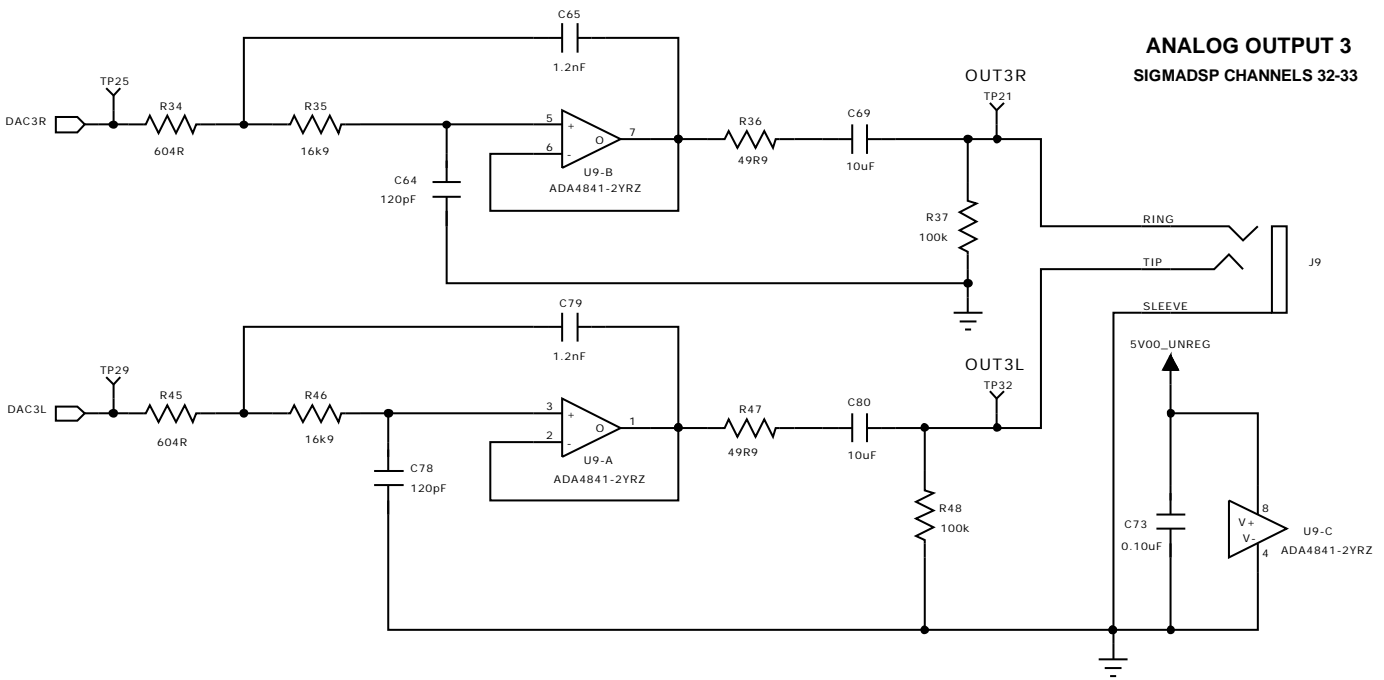 ANALOG OUTPUT 3
SIGMADSP CHANNELS 32-33
C65
1.2nF
TP25
DAC3R
R34
604R
R35
16k9
C64
120pF
5
+
6
-
O
7
U9-B
ADA4841-2YRZ
R36
49R9
C69
10uF
OUT3R
TP21
R37
100k
RING
TIP
SLEEVE
J9
C79
1.2nF
TP29
DAC3L
R45
604R
R46
16k9
C78
120pF
3
+
2
-
O
1
U9-A
ADA4841-2YRZ
R47
49R9
C80
10uF
OUT3L
TP32
R48
100k
5V00_UNREG
C73
0.10uF
8
V+
V-
4
U9-C
ADA4841-2YRZ